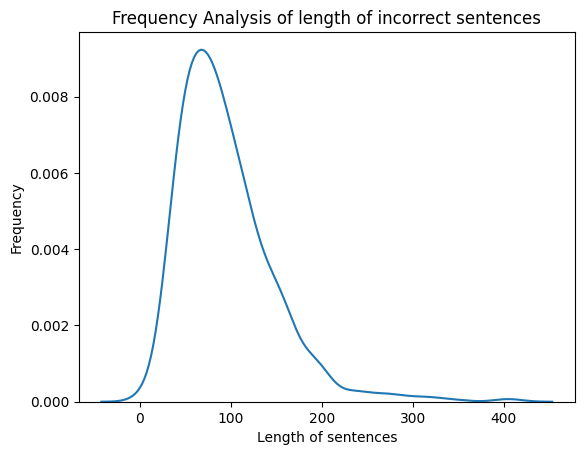 Frequency Analysis of length of incorrect sentences
Frequency
0.008
0.006
0.004
0.002
0.000
0 100 200 300 400
Length of sentences